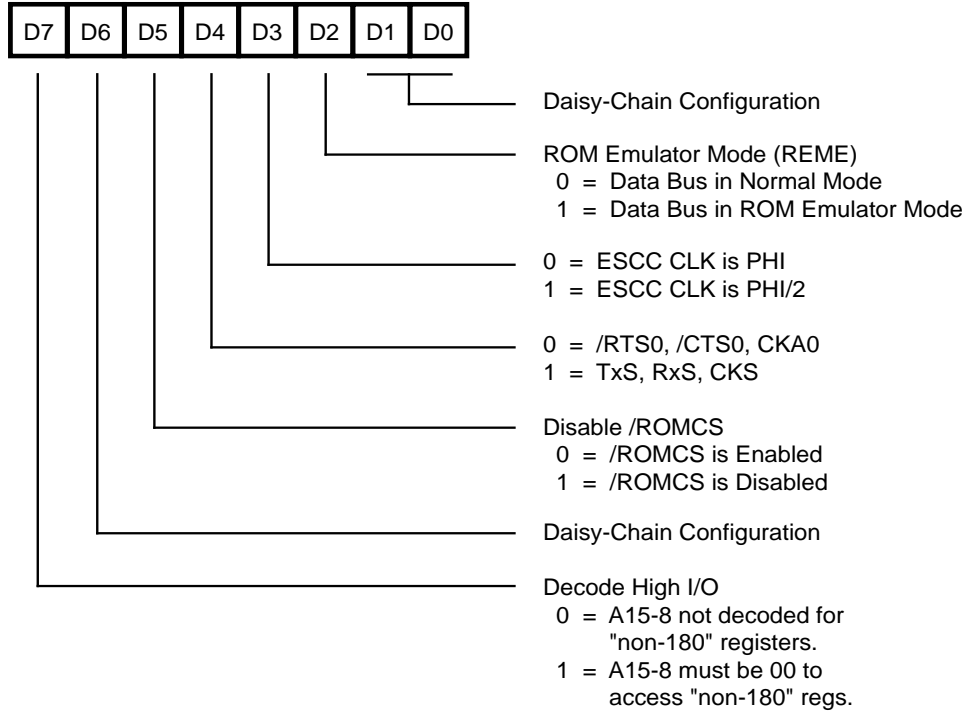 D7 D6 D5 D4 D3 D2 D1 D0
Daisy-Chain Configuration
ROM Emulator Mode (REME)
0 = Data Bus in Normal Mode
1 = Data Bus in ROM Emulator Mode
0 = ESCC CLK is PHI
1 = ESCC CLK is PHI/2
0 = /RTS0, /CTS0, CKA0
1 = TxS, RxS, CKS
Disable /ROMCS
0 = /ROMCS is Enabled
1 = /ROMCS is Disabled
Daisy-Chain Configuration
Decode High I/O
0 = A15-8 not decoded for
"non-180" registers.
1 = A15-8 must be 00 to
access "non-180" regs.